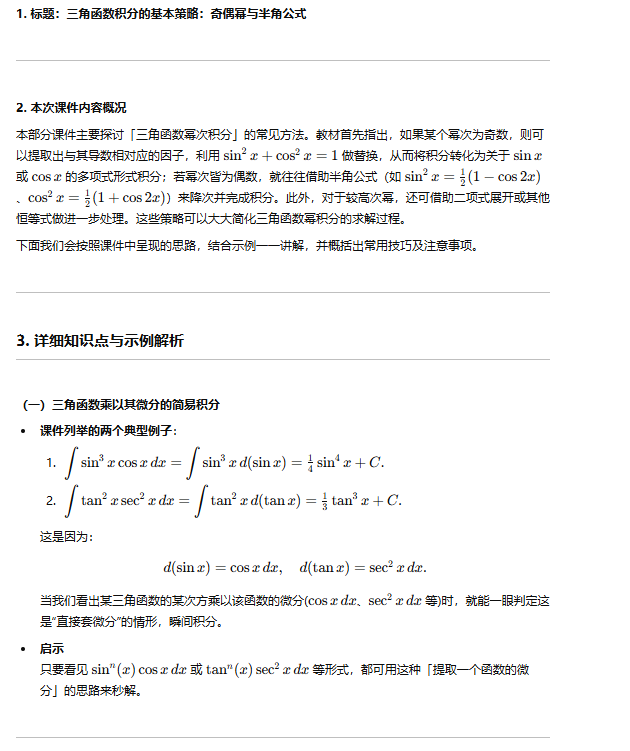 1. 标题：三角函数积分的基本策略：奇偶幂与半角公式
2. 本次课件内容概况
本部分课件主要探讨「三角函数幂次积分」的常见方法。教材首先指出，如果某个幂次为奇数，则可
以提取出与其导数相对应的因子，利用 sin² x + cos² x = 1 做替换，从而将积分转化为关于 sin x
或 cos x 的多项式形式积分；若幂次皆为偶数，就往往借助半角公式（如 sin² x = ½(1 − cos 2x)
、cos² x = ½(1 + cos 2x)）来降次并完成积分。此外，对于较高次幂，还可借助二项式展开或其他
恒等式做进一步处理。这些策略可以大大简化三角函数幂积分的求解过程。
下面我们会按照课件中呈现的思路，结合示例一一讲解，并概括出常用技巧及注意事项。
3. 详细知识点与示例解析
（一）三角函数乘以其微分的简易积分
• 课件列举的两个典型例子：
1. ∫ sin³ x cos x dx = ∫ sin³ x d(sin x) = ¼ sin⁴ x + C.
2. ∫ tan² x sec² x dx = ∫ tan² x d(tan x) = ⅓ tan³ x + C.
这是因为：
d(sin x) = cos x dx, d(tan x) = sec² x dx.
当我们看出某三角函数的某次方乘以该函数的微分(cos x dx、sec² x dx 等)时，就能一眼判定这
是“直接套微分”的情形，瞬间积分。
• 启示
只要看见 sinⁿ(x) cos x dx 或 tanⁿ(x) sec² x dx 等形式，都可用这种「提取一个函数的微
分」的思路来秒解。